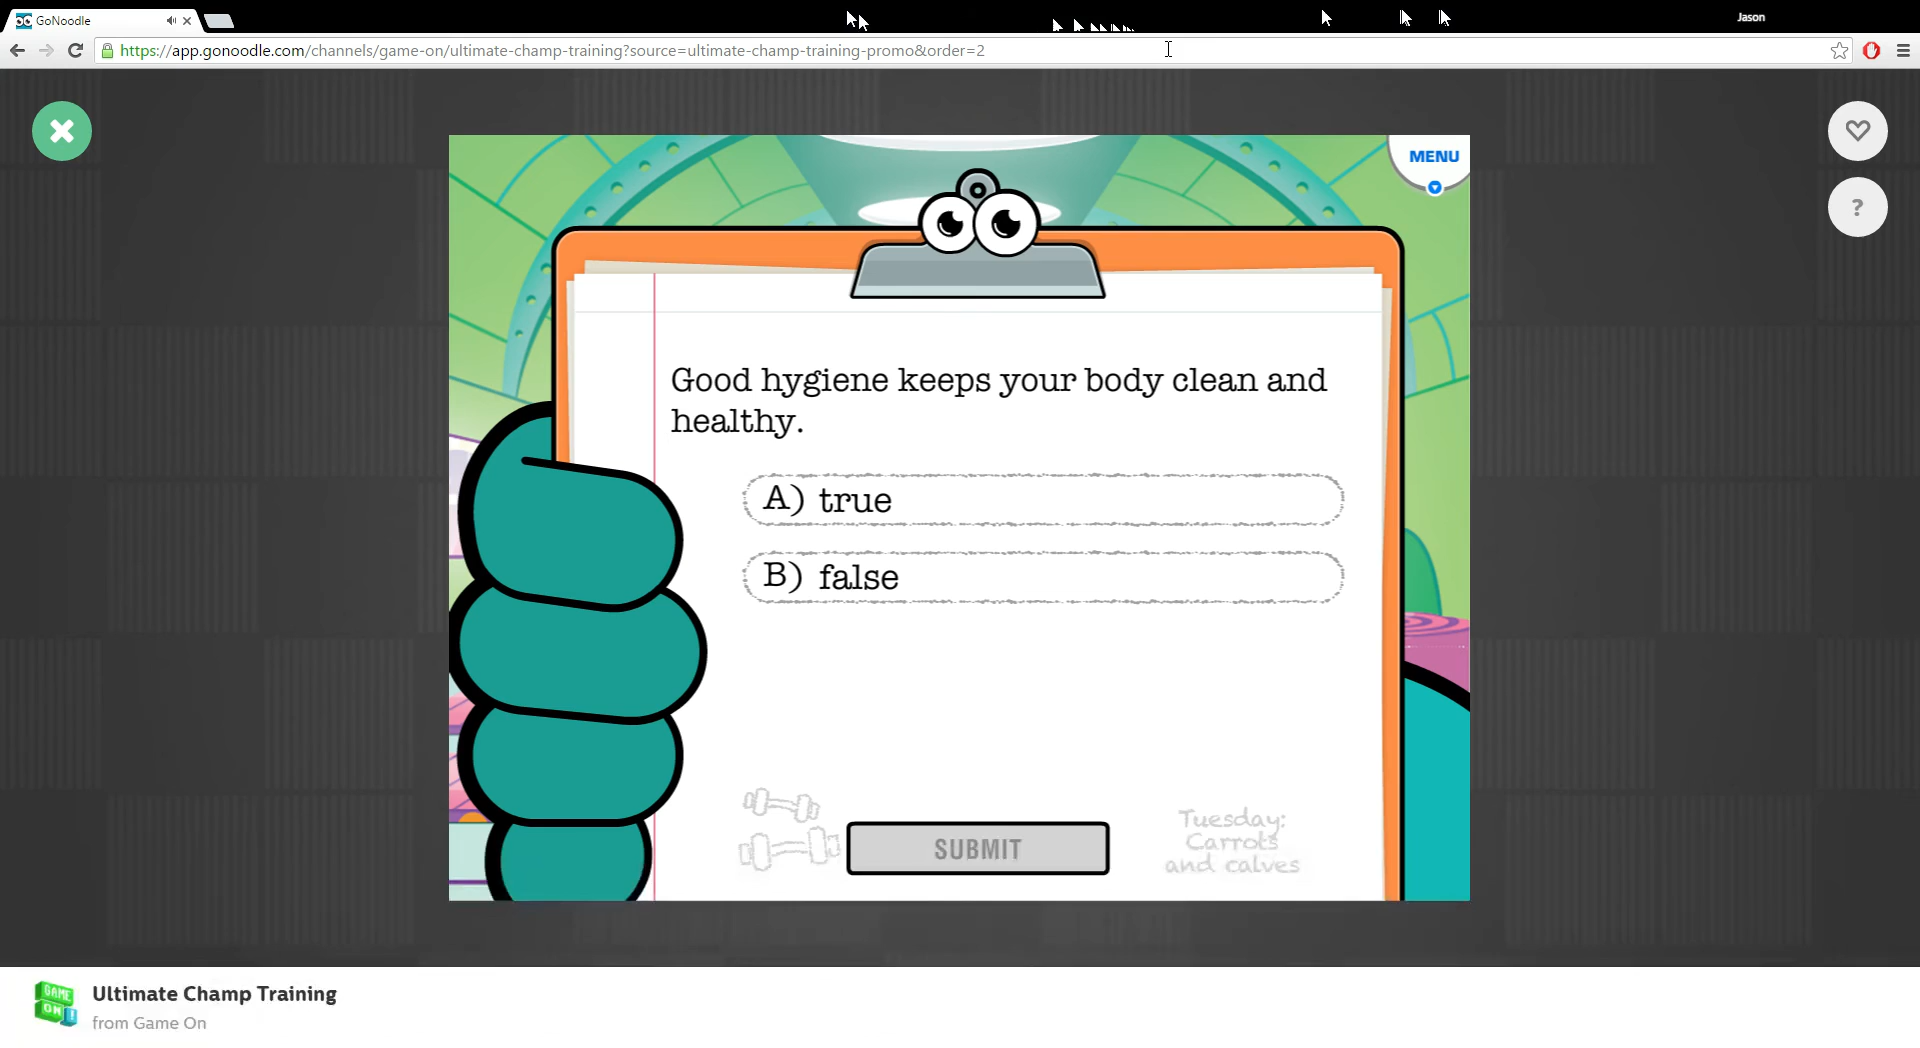 GoNoodle
Jason
https://app.gonoodle.com/channels/game-on/ultimate-champ-training?source=ultimate-champ-training-promo&order=2
MENU
?
Good hygiene keeps your body clean and
healthy.
A) true
B) false
SUBMIT
Tuesday:
Carrots
and calves
GAME
ON!
Ultimate Champ Training
from Game On